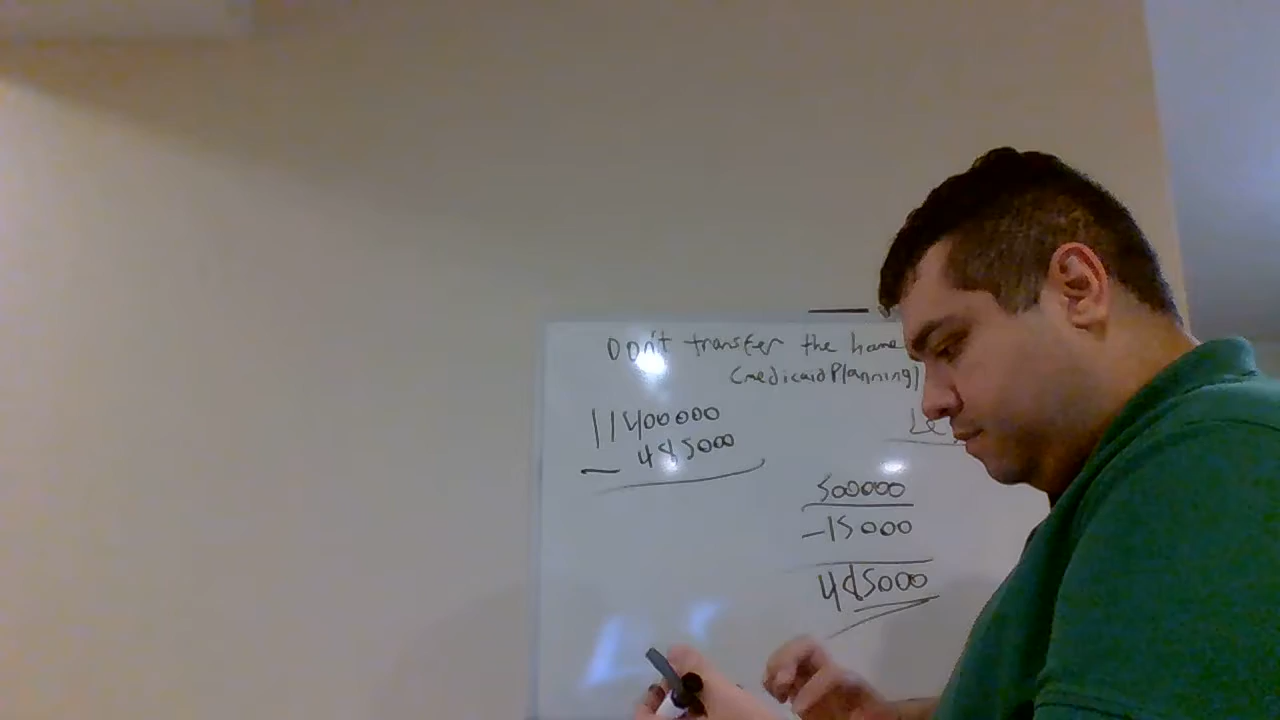 Don't transfer the home
(medicaid Planning)
11400000
— 485000
500000
-15000
485000